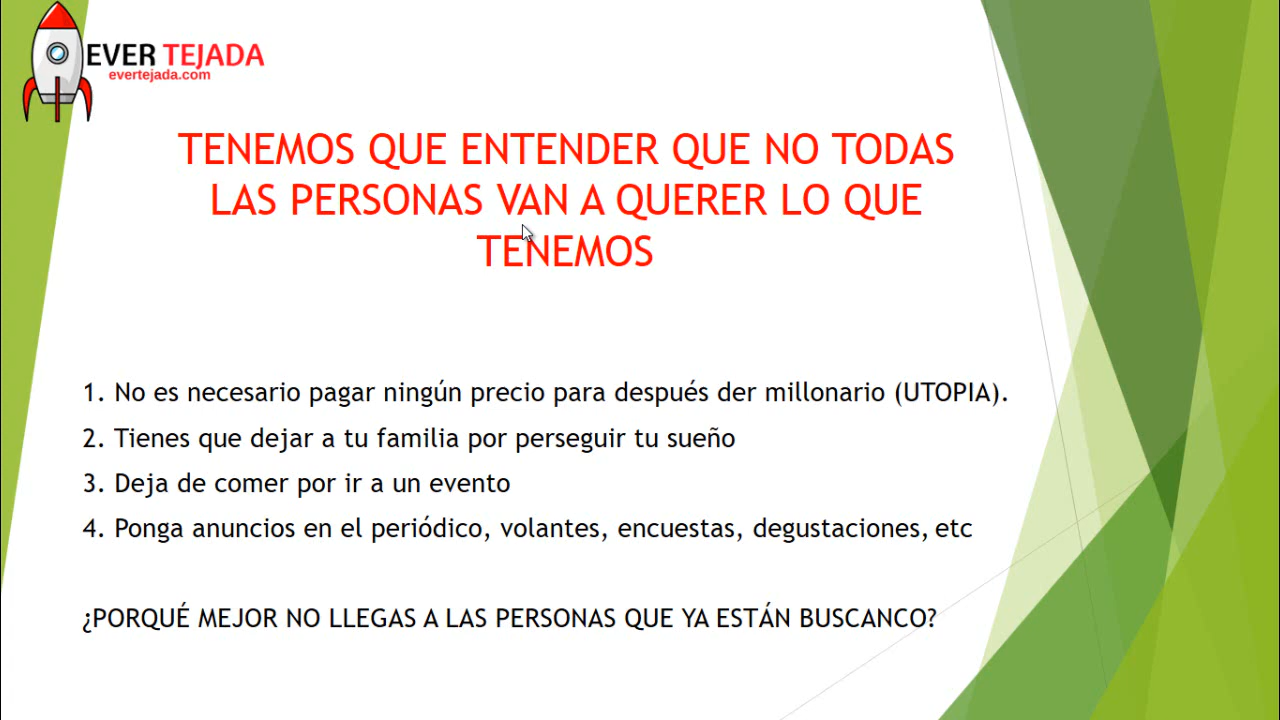 EVER TEJADA
evertejada.com
TENEMOS QUE ENTENDER QUE NO TODAS
LAS PERSONAS VAN A QUERER LO QUE
TENEMOS
1. No es necesario pagar ningún precio para después der millonario (UTOPIA).
2. Tienes que dejar a tu familia por perseguir tu sueño
3. Deja de comer por ir a un evento
4. Ponga anuncios en el periódico, volantes, encuestas, degustaciones, etc
¿PORQUÉ MEJOR NO LLEGAS A LAS PERSONAS QUE YA ESTÁN BUSCANCO?